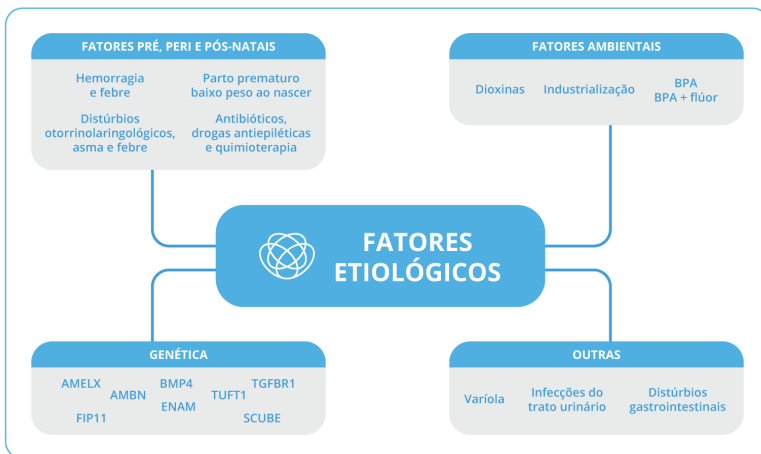 FATORES PRÉ, PERI E PÓS-NATAIS
Hemorragia
e febre
Parto prematuro
baixo peso ao nascer
Distúrbios
otorrinolaringológicos,
asma e febre
Antibióticos,
drogas antiepiléticas
e quimioterapia
FATORES AMBIENTAIS
Dioxinas
Industrialização
BPA
BPA + flúor
FATORES
ETIOLÓGICOS
GENÉTICA
AMELX
AMBN
BMP4
ENAM
TUFT1
TGFBR1
FIP11
SCUBE
OUTRAS
Varíola
Infecções do
trato urinário
Distúrbios
gastrointestinais